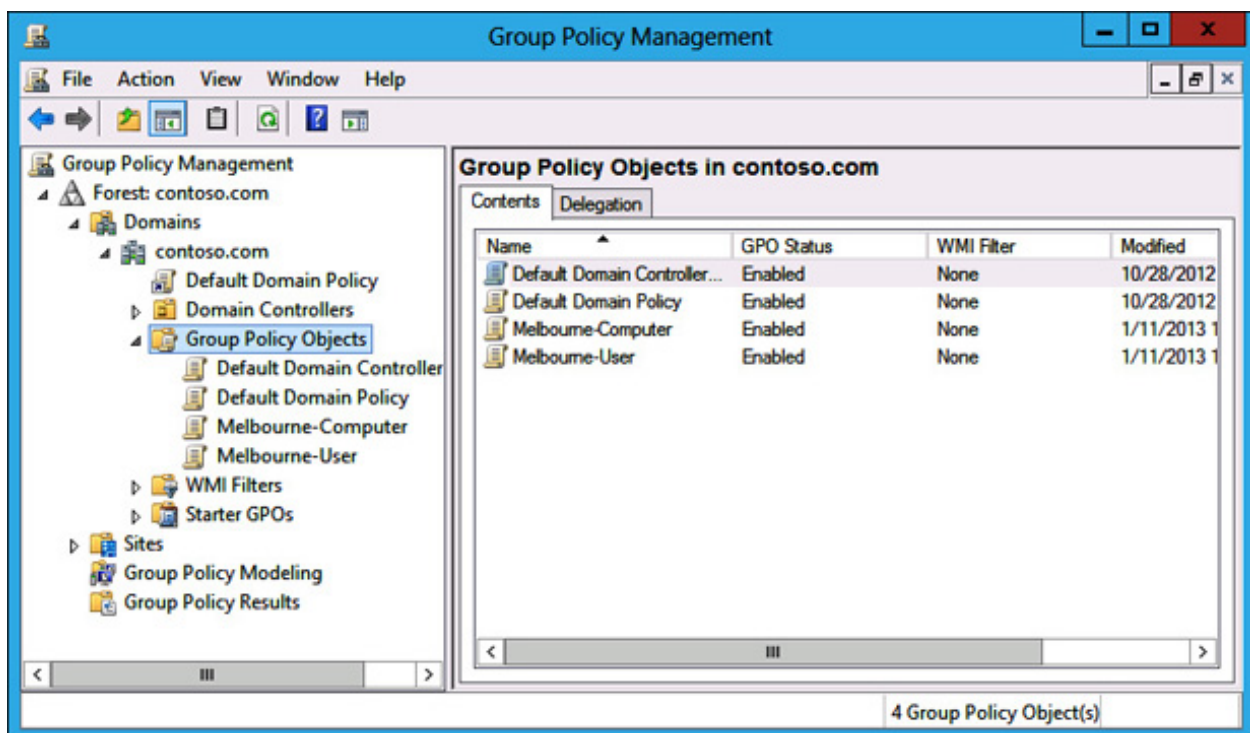 Group Policy Management
File Action View Window Help
Group Policy Management
Forest: contoso.com
Domains
contoso.com
Default Domain Policy
Domain Controllers
Group Policy Objects
Default Domain Controller
Default Domain Policy
Melbourne-Computer
Melbourne-User
WMI Filters
Starter GPOs
Sites
Group Policy Modeling
Group Policy Results
Group Policy Objects in contoso.com
Contents Delegation
Name GPO Status WMI Filter Modified
Default Domain Controller... Enabled None 10/28/2012
Default Domain Policy Enabled None 10/28/2012
Melbourne-Computer Enabled None 1/11/2013 1
Melbourne-User Enabled None 1/11/2013 1
4 Group Policy Object(s)